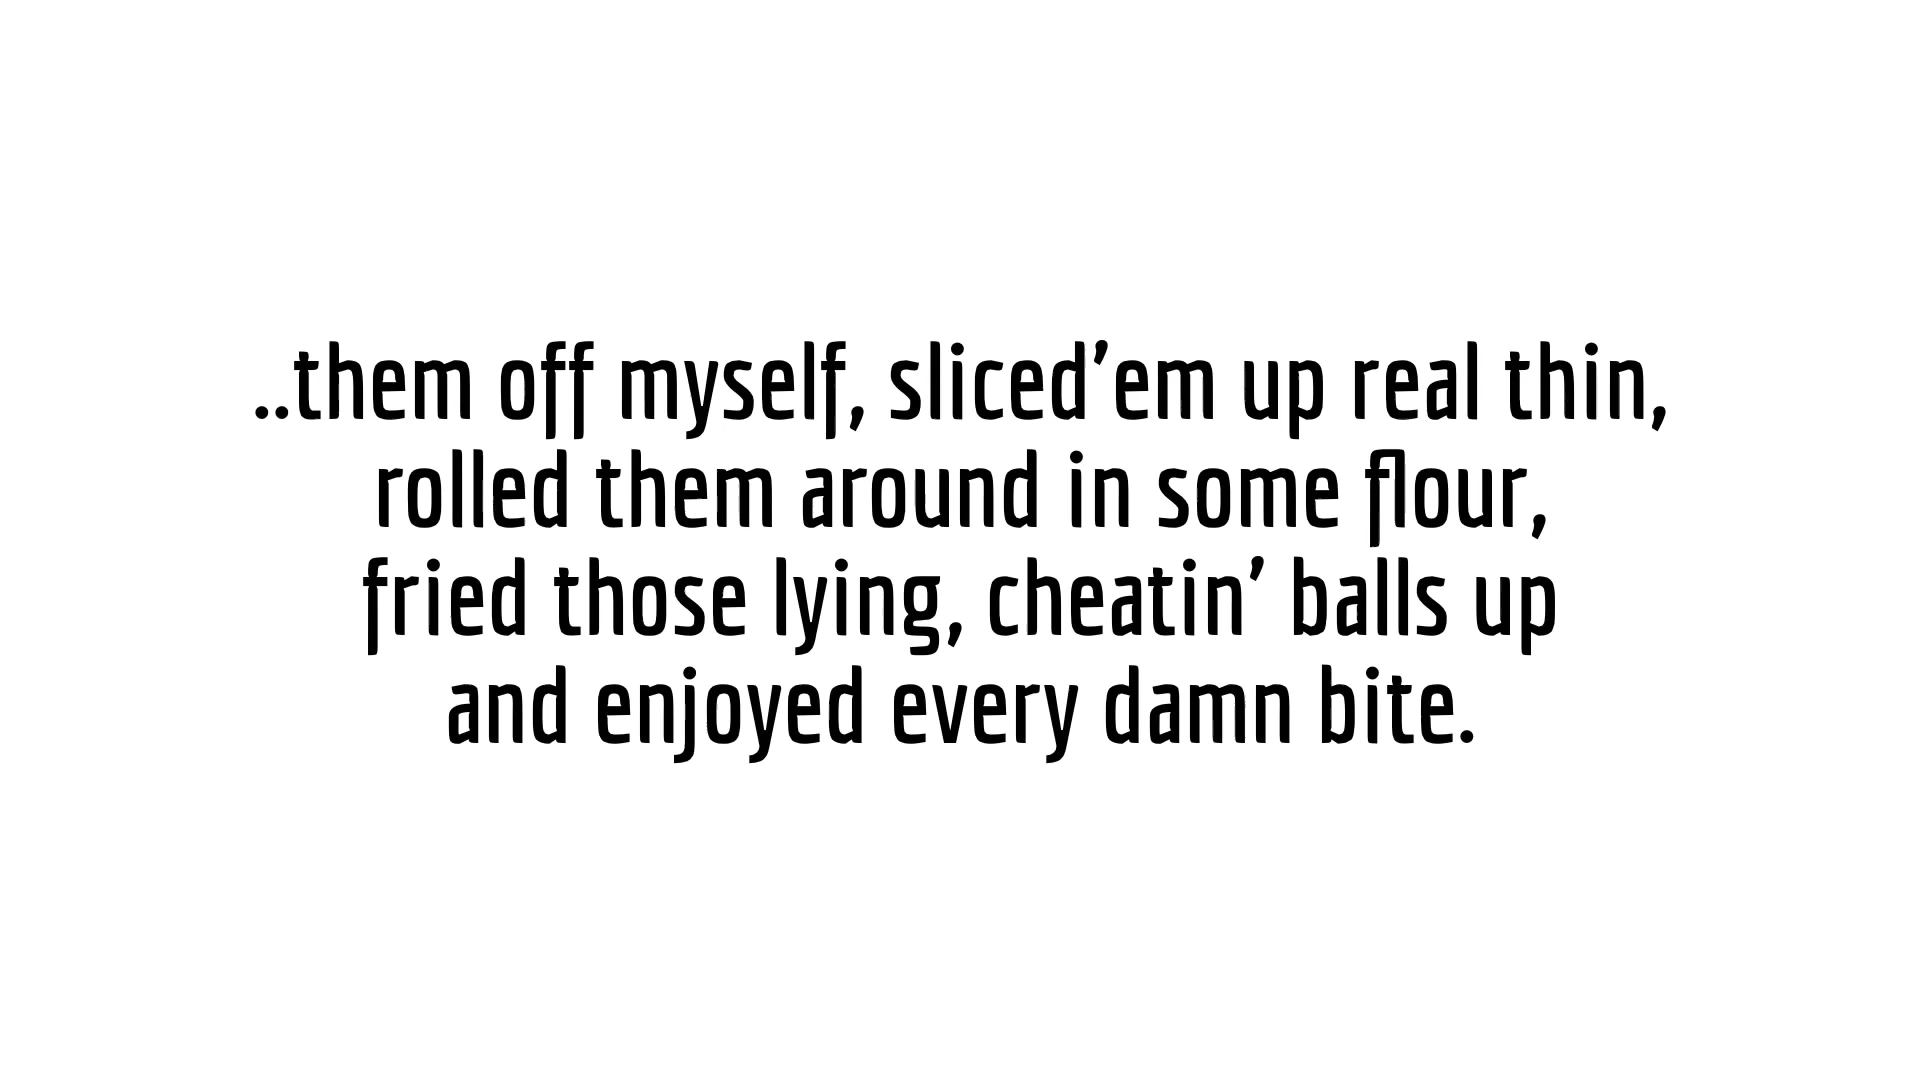 ..them off myself, sliced’em up real thin,
rolled them around in some flour,
fried those lying, cheatin’ balls up
and enjoyed every damn bite.